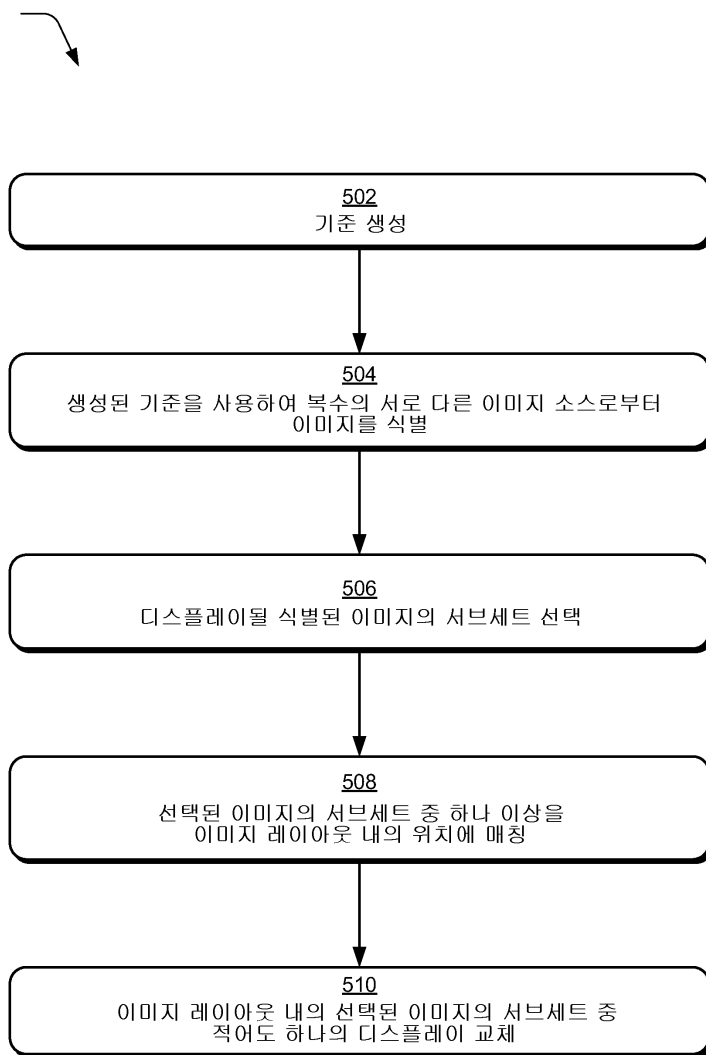 502
기준 생성
504
생성된 기준을 사용하여 복수의 서로 다른 이미지 소스로부터
이미지를 식별
506
디스플레이될 식별된 이미지의 서브세트 선택
508
선택된 이미지의 서브세트 중 하나 이상을
이미지 레이아웃 내의 위치에 매칭
510
이미지 레이아웃 내의 선택된 이미지의 서브세트 중
적어도 하나의 디스플레이 교체